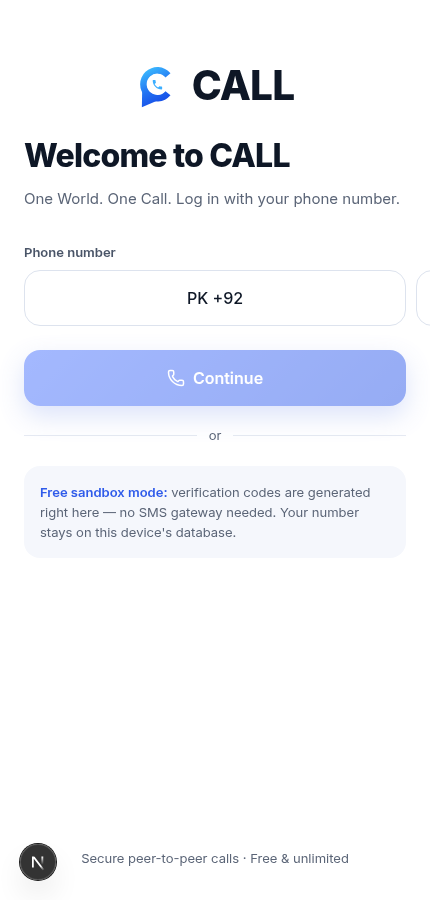 CALL
Welcome to CALL
One World. One Call. Log in with your phone number.
Phone number
PK +92
Continue
or
Free sandbox mode: verification codes are generated
right here — no SMS gateway needed. Your number
stays on this device's database.
N
Secure peer-to-peer calls · Free & unlimited